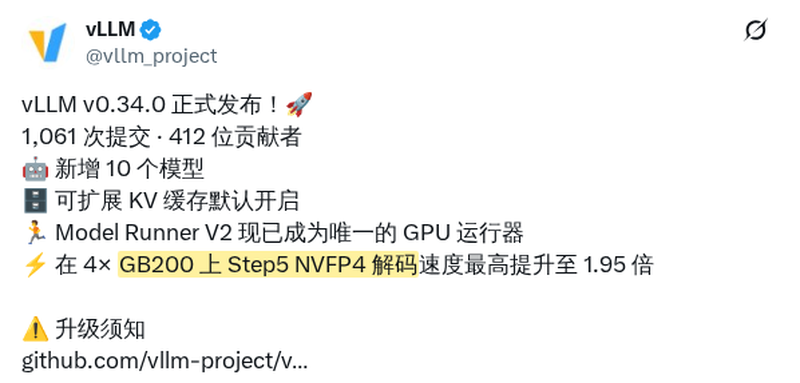 vLLM
@vllm_project
vLLM v0.34.0 正式发布！🚀
1,061 次提交 · 412 位贡献者
🤖 新增 10 个模型
🗄️ 可扩展 KV 缓存默认开启
🏃 Model Runner V2 现已成为唯一的 GPU 运行器
⚡ 在 4× GB200 上 Step5 NVFP4 解码速度最高提升至 1.95 倍
⚠️ 升级须知
github.com/vllm-project/v...